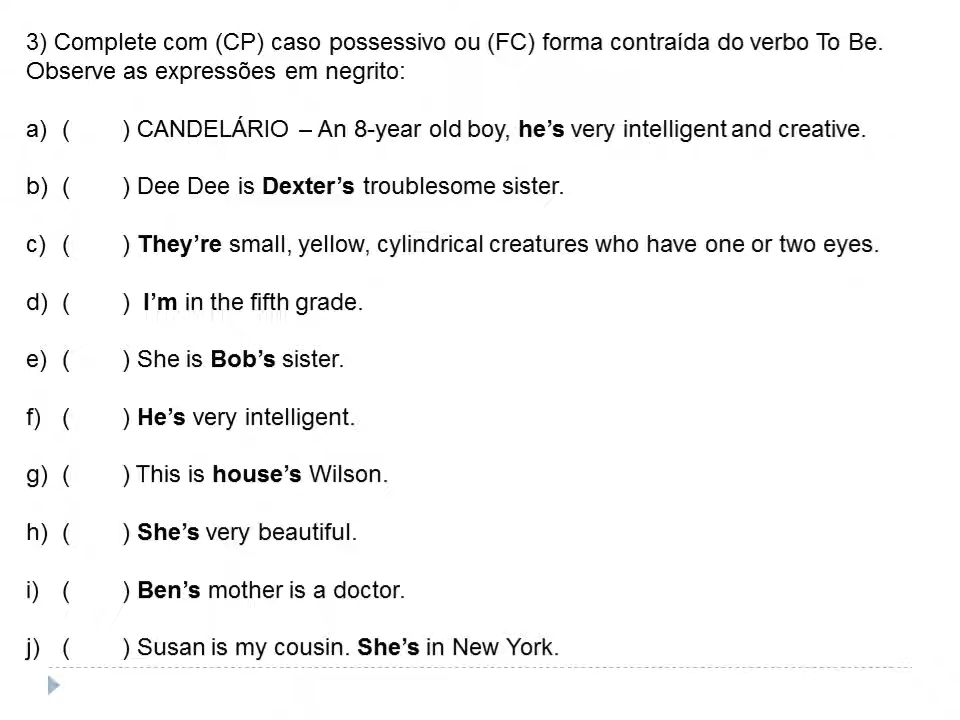 3) Complete com (CP) caso possessivo ou (FC) forma contraída do verbo To Be.
Observe as expressões em negrito:
a) ( ) CANDELÁRIO – An 8-year old boy, he’s very intelligent and creative.
b) ( ) Dee Dee is Dexter’s troublesome sister.
c) ( ) They’re small, yellow, cylindrical creatures who have one or two eyes.
d) ( ) I’m in the fifth grade.
e) ( ) She is Bob’s sister.
f) ( ) He’s very intelligent.
g) ( ) This is house’s Wilson.
h) ( ) She’s very beautiful.
i) ( ) Ben’s mother is a doctor.
j) ( ) Susan is my cousin. She’s in New York.